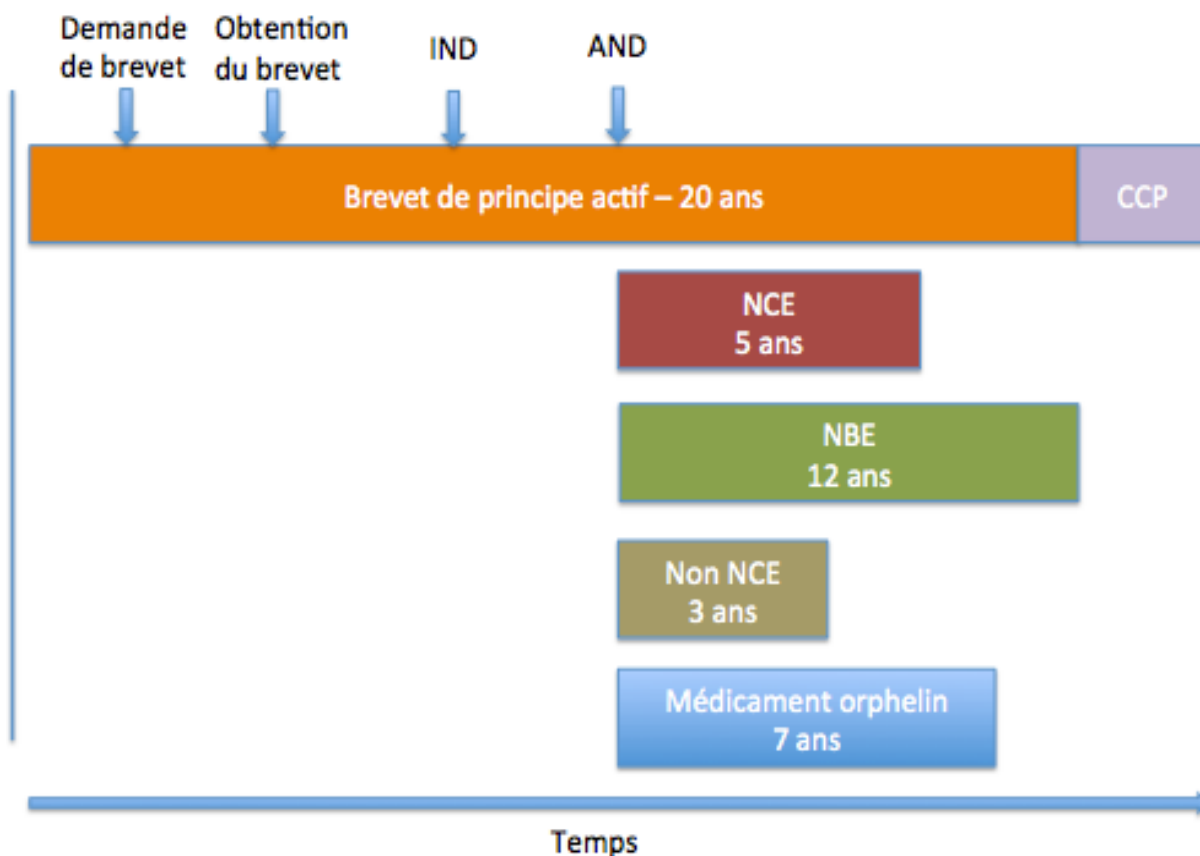 Demande
de brevet
Obtention
du brevet
IND
AND
Brevet de principe actif – 20 ans
CCP
NCE
5 ans
NBE
12 ans
Non NCE
3 ans
Médicament orphelin
7 ans
Temps